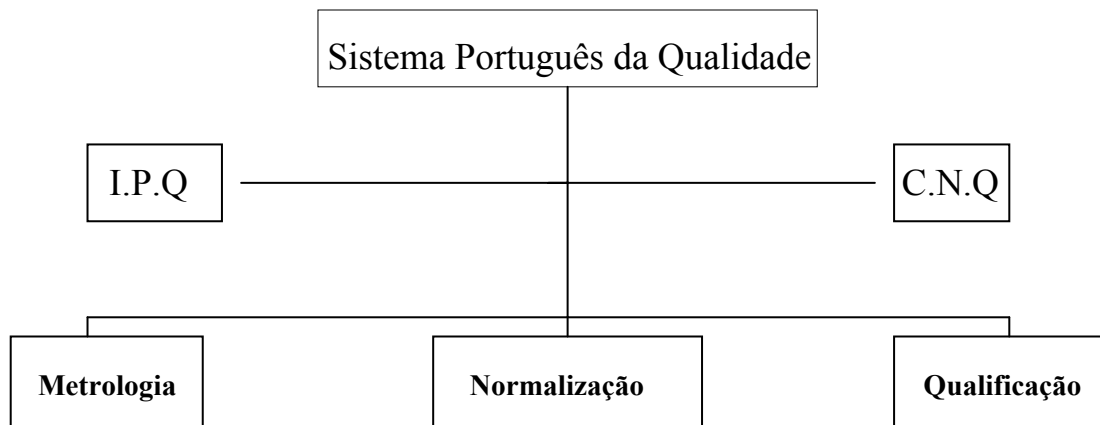 Sistema Português da Qualidade
I.P.Q
C.N.Q
Metrologia
Normalização
Qualificação